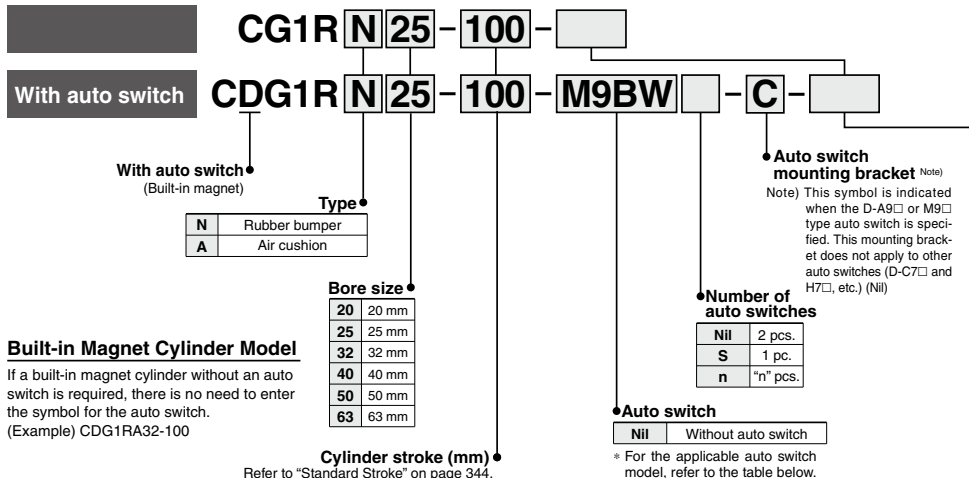 CG1R N 25 - 100 -
With auto switch CDG1R N 25 - 100 - M9BW - C -
With auto switch
(Built-in magnet)
Type
N Rubber bumper
A Air cushion
Bore size
20 20 mm
25 25 mm
32 32 mm
40 40 mm
50 50 mm
63 63 mm
Built-in Magnet Cylinder Model
If a built-in magnet cylinder without an auto
switch is required, there is no need to enter
the symbol for the auto switch.
(Example) CDG1RA32-100
Cylinder stroke (mm)
Refer to “Standard Stroke” on page 344.
Auto switch
mounting bracket Note)
Note) This symbol is indicated
when the D-A9□ or M9□
type auto switch is speci-
fied. This mounting brack-
et does not apply to other
auto switches (D-C7□ and
H7□, etc.) (Nil)
Number of
auto switches
Nil 2 pcs.
S 1 pc.
n “n” pcs.
Auto switch
Nil Without auto switch
* For the applicable auto switch
model, refer to the table below.